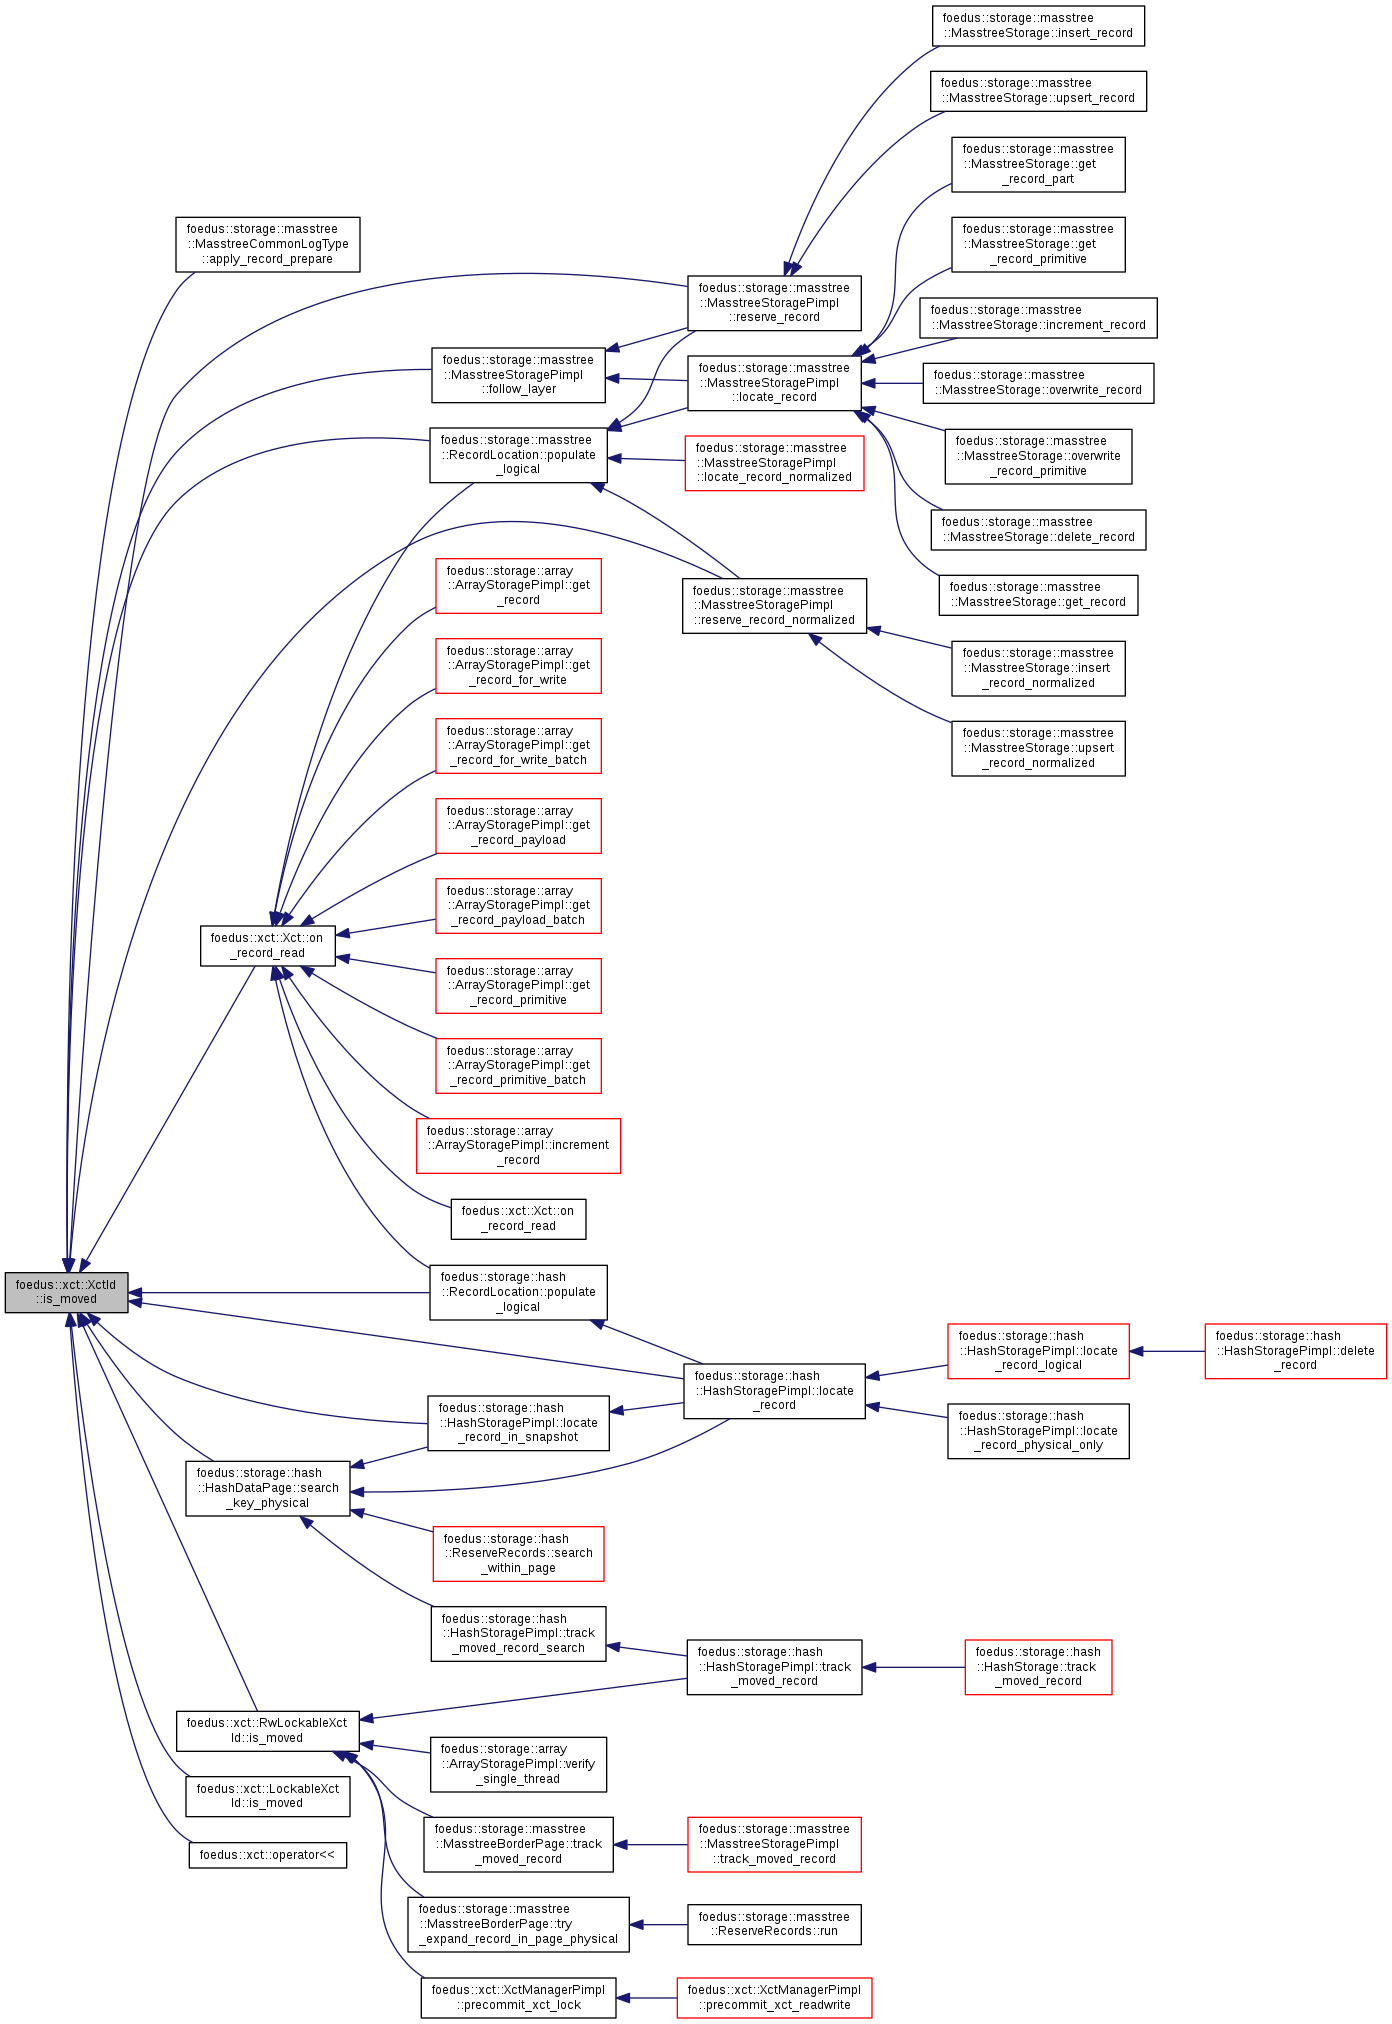 foedus::storage::masstree
::MasstreeStorage::insert_record
foedus::storage::masstree
::MasstreeStorage::upsert_record
foedus::storage::masstree
::MasstreeStorage::get
_record_part
foedus::storage::masstree
::MasstreeCommonLogType
::apply_record_prepare
foedus::storage::masstree
::MasstreeStorage::get
_record_primitive
foedus::storage::masstree
::MasstreeStoragePimpl
::reserve_record
foedus::storage::masstree
::MasstreeStorage::increment_record
foedus::storage::masstree
::MasstreeStoragePimpl
::follow_layer
foedus::storage::masstree
::MasstreeStoragePimpl
::locate_record
foedus::storage::masstree
::MasstreeStorage::overwrite_record
foedus::storage::masstree
::RecordLocation::populate
_logical
foedus::storage::masstree
::MasstreeStoragePimpl
::locate_record_normalized
foedus::storage::masstree
::MasstreeStorage::overwrite
_record_primitive
foedus::storage::masstree
::MasstreeStorage::delete_record
foedus::storage::array
::ArrayStoragePimpl::get
_record
foedus::storage::masstree
::MasstreeStoragePimpl
::reserve_record_normalized
foedus::storage::masstree
::MasstreeStorage::get_record
foedus::storage::array
::ArrayStoragePimpl::get
_record_for_write
foedus::storage::masstree
::MasstreeStorage::insert
_record_normalized
foedus::storage::array
::ArrayStoragePimpl::get
_record_for_write_batch
foedus::storage::masstree
::MasstreeStorage::upsert
_record_normalized
foedus::storage::array
::ArrayStoragePimpl::get
_record_payload
foedus::storage::array
::ArrayStoragePimpl::get
_record_payload_batch
foedus::xct::Xct::on
_record_read
foedus::storage::array
::ArrayStoragePimpl::get
_record_primitive
foedus::storage::array
::ArrayStoragePimpl::get
_record_primitive_batch
foedus::storage::array
::ArrayStoragePimpl::increment
_record
foedus::xct::Xct::on
_record_read
foedus::xct::XctId
::is_moved
foedus::storage::hash
::RecordLocation::populate
_logical
foedus::storage::hash
::HashStoragePimpl::locate
_record
foedus::storage::hash
::HashStoragePimpl::locate
_record_logical
foedus::storage::hash
::HashStoragePimpl::delete
_record
foedus::storage::hash
::HashStoragePimpl::locate
_record_in_snapshot
foedus::storage::hash
::HashStoragePimpl::locate
_record_physical_only
foedus::storage::hash
::HashDataPage::search
_key_physical
foedus::storage::hash
::ReserveRecords::search
_within_page
foedus::storage::hash
::HashStoragePimpl::track
_moved_record_search
foedus::storage::hash
::HashStoragePimpl::track
_moved_record
foedus::storage::hash
::HashStorage::track
_moved_record
foedus::xct::RwLockableXct
Id::is_moved
foedus::storage::array
::ArrayStoragePimpl::verify
_single_thread
foedus::xct::LockableXct
Id::is_moved
foedus::storage::masstree
::MasstreeBorderPage::track
_moved_record
foedus::storage::masstree
::MasstreeStoragePimpl
::track_moved_record
foedus::xct::operator<<
foedus::storage::masstree
::MasstreeBorderPage::try
_expand_record_in_page_physical
foedus::storage::masstree
::ReserveRecords::run
foedus::xct::XctManagerPimpl
::precommit_xct_lock
foedus::xct::XctManagerPimpl
::precommit_xct_readwrite